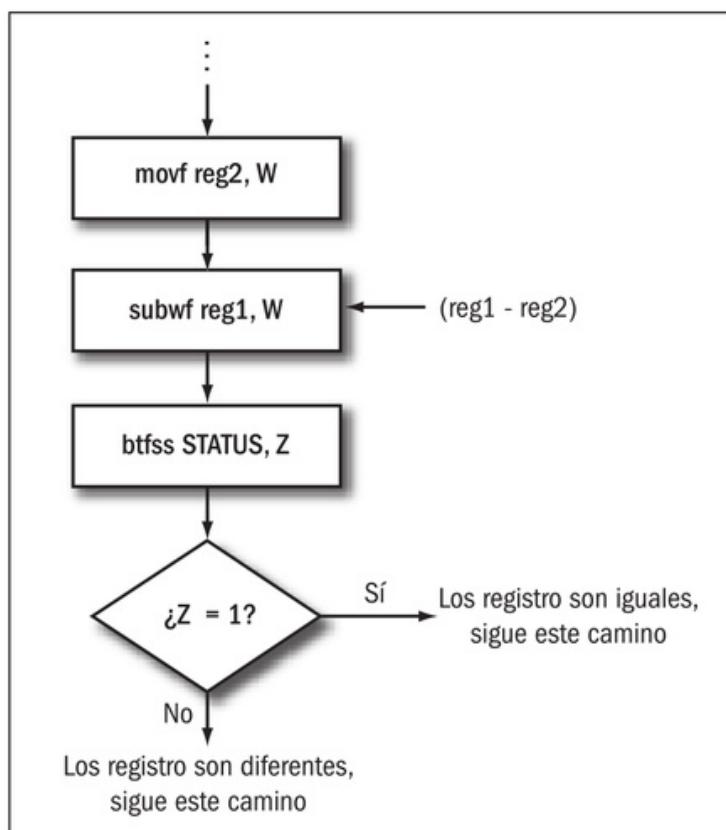 movf reg2, W
subwf reg1, W
(reg1 - reg2)
btfss STATUS, Z
¿Z = 1?
Sí
Los registro son iguales,
sigue este camino
No
Los registro son diferentes,
sigue este camino